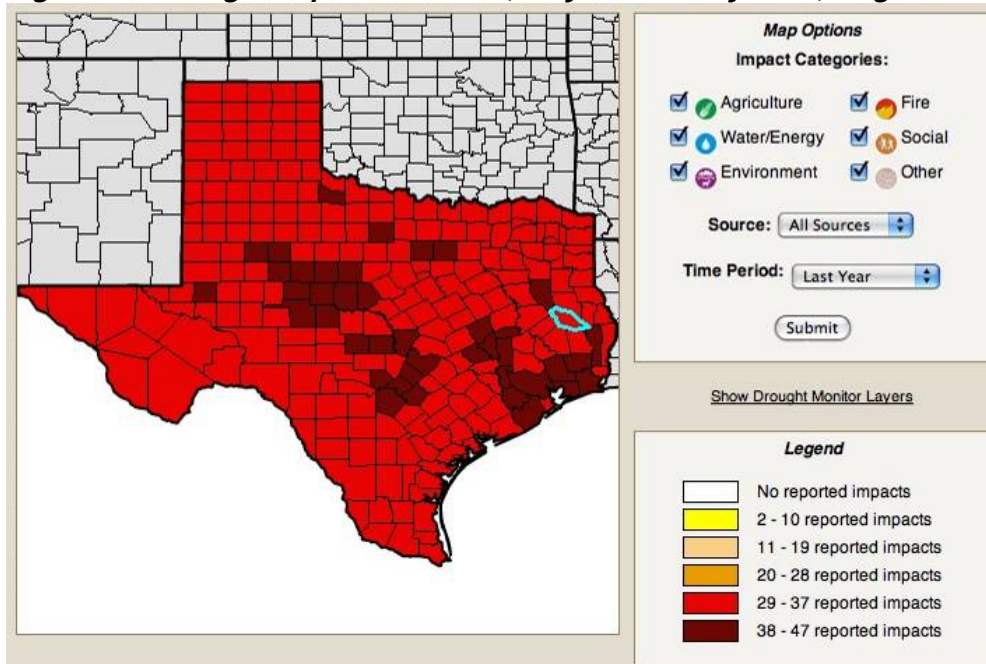 Map Options
Impact Categories:
Agriculture
Fire
Water/Energy
Social
Environment
Other
Source: All Sources
Time Period: Last Year
Submit
Show Drought Monitor Layers
Legend
No reported impacts
2 - 10 reported impacts
11 - 19 reported impacts
20 - 28 reported impacts
29 - 37 reported impacts
38 - 47 reported impacts